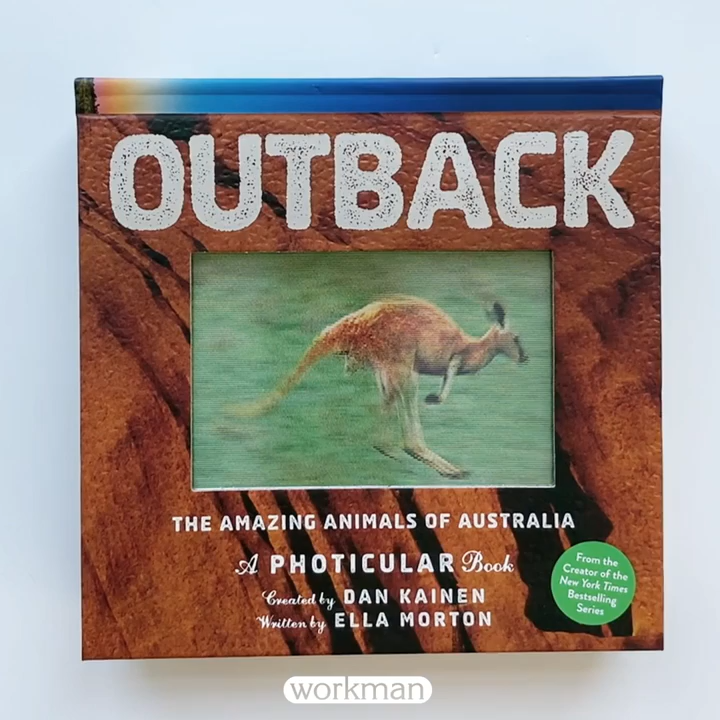 OUTBACK
THE AMAZING ANIMALS OF AUSTRALIA
A PHOTICULAR Book
Created by DAN KAINEN
Written by ELLA MORTON
From the
Creator of the
New York Times
Bestselling
Series
workman